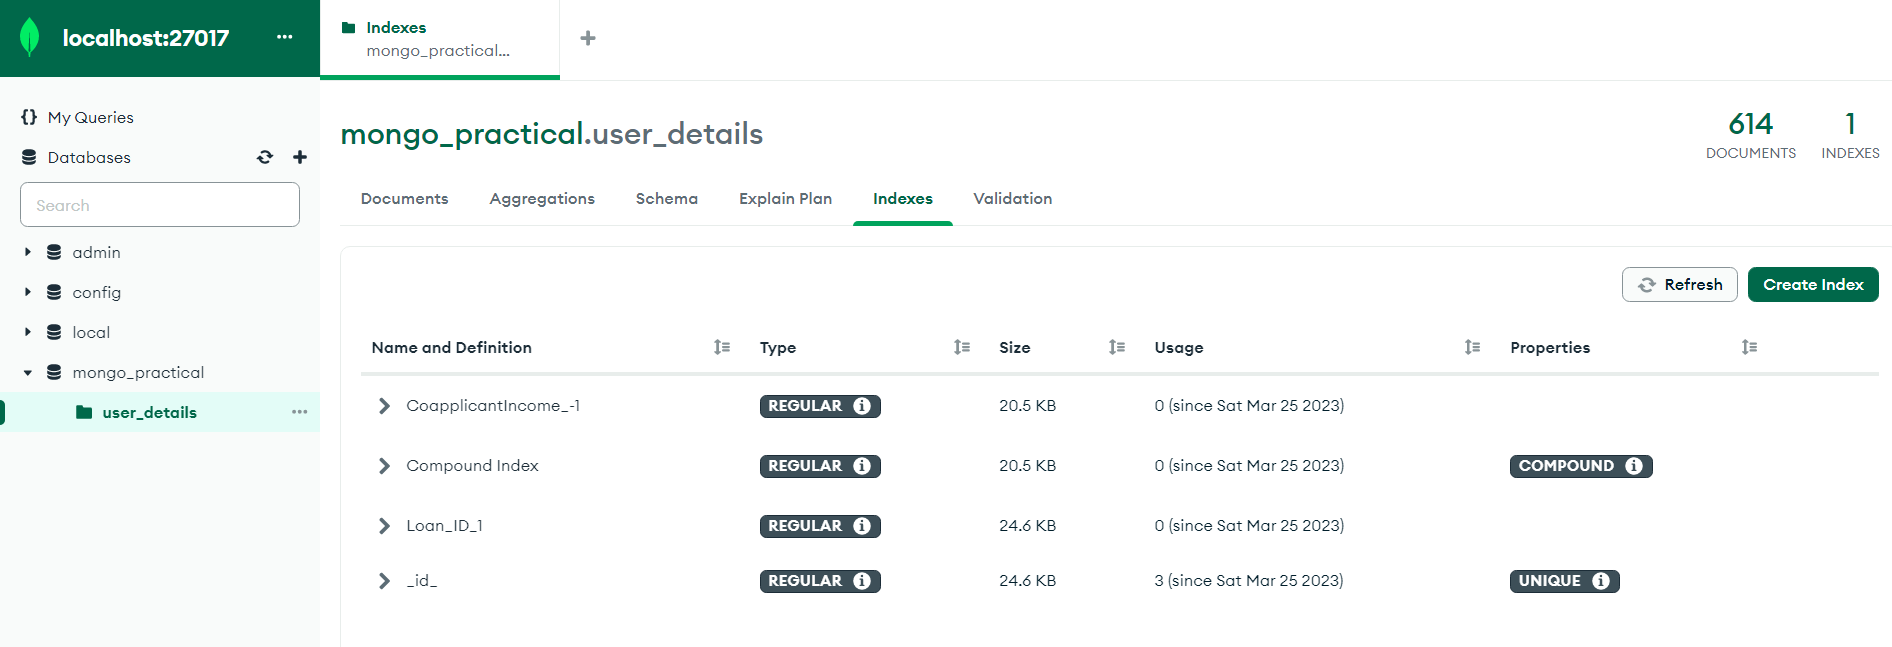 localhost:27017 ...
Indexes
mongo_practical...
My Queries
Databases
Search
admin
config
local
mongo_practical
user_details ...
mongo_practical.user_details
614
DOCUMENTS
1
INDEXES
Documents Aggregations Schema Explain Plan Indexes Validation
Refresh Create Index
Name and Definition Type Size Usage Properties
CoapplicantIncome_-1 REGULAR 20.5 KB 0 (since Sat Mar 25 2023)
Compound Index REGULAR 20.5 KB 0 (since Sat Mar 25 2023) COMPOUND
Loan_ID_1 REGULAR 24.6 KB 0 (since Sat Mar 25 2023)
_id_ REGULAR 24.6 KB 3 (since Sat Mar 25 2023) UNIQUE